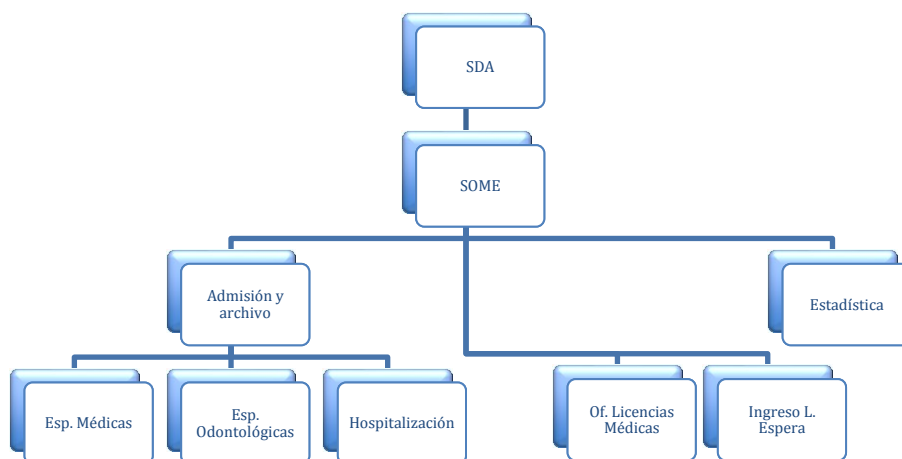 SDA
SOME
Admisión y
archivo
Estadística
Esp. Médicas
Esp.
Odontológicas
Hospitalización
Of. Licencias
Médicas
Ingreso L.
Espera